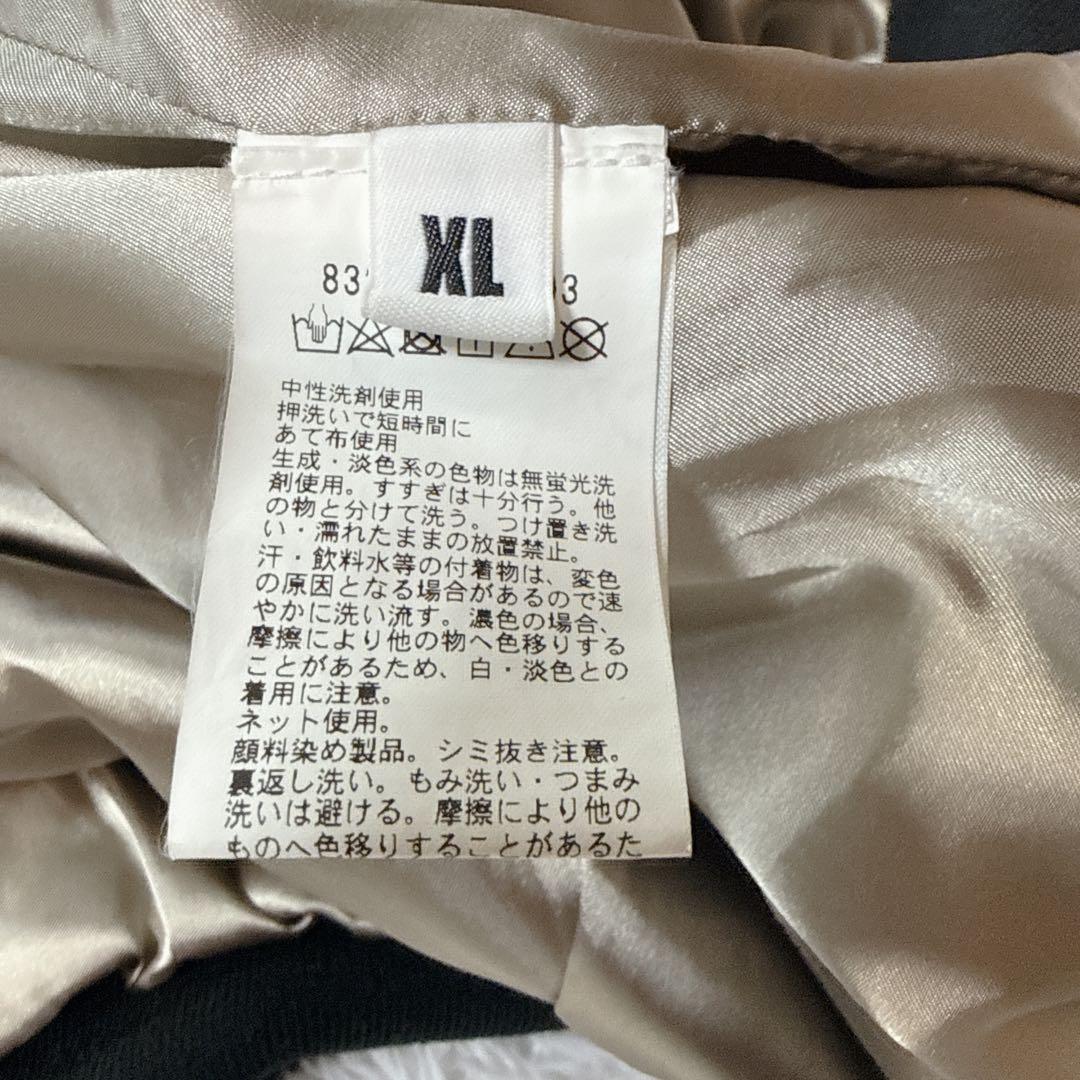 XL
83
3
中性洗剤使用
押洗いで短時間に
あて布使用
生成・淡色系の色物は無蛍光洗
剤使用。すすぎは十分行う。他
の物と分けて洗う。つけ置き洗
い・濡れたままの放置禁止。
汗・飲料水等の付着物は、変色
の原因となる場合があるので速
やかに洗い流す。濃色の場合、
摩擦により他の物へ色移りする
ことがあるため、白・淡色との
着用に注意。
ネット使用。
顔料染め製品。シミ抜き注意。
裏返し洗い。もみ洗い・つまみ
洗いは避ける。摩擦により他の
ものへ色移りすることがあるた